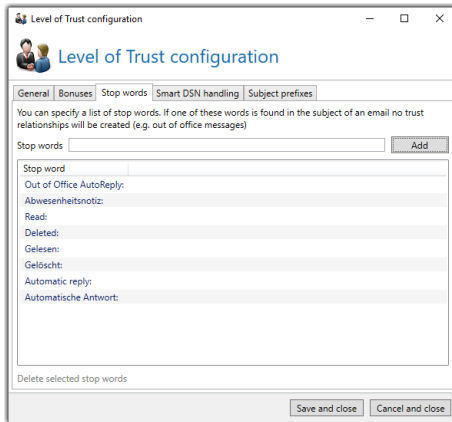 Level of Trust configuration
Level of Trust configuration
General Bonuses Stop words Smart DSN handling Subject prefixes
You can specify a list of stop words. If one of these words is found in the subject of an email no trust
relationships will be created (e.g. out of office messages)
Stop words Add
Stop word
Out of Office AutoReply:
Abwesenheitsnotiz:
Read:
Deleted:
Gelesen:
Gelöscht:
Automatic reply:
Automatische Antwort:
Delete selected stop words
Save and close Cancel and close